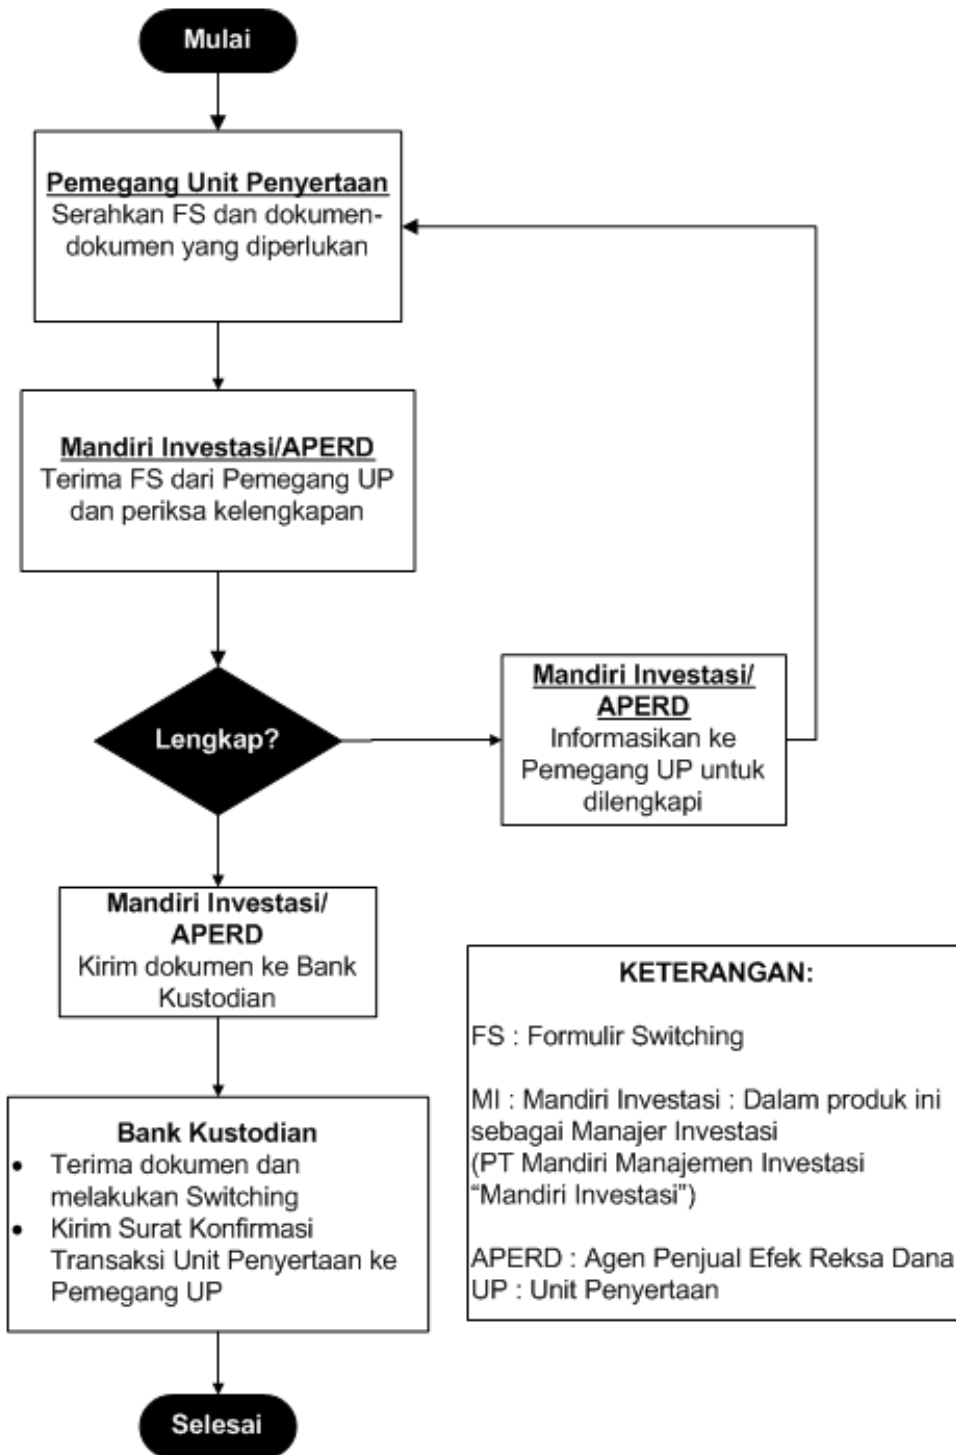 Mulai
Pemegang Unit Penyertaan
Serahkan FS dan dokumen-
dokumen yang diperlukan
Mandiri Investasi/APERD
Terima FS dari Pemegang UP
dan periksa kelengkapan
Lengkap?
Mandiri Investasi/
APERD
Informasikan ke
Pemegang UP untuk
dilengkapi
Mandiri Investasi/
APERD
Kirim dokumen ke Bank
Kustodian
Bank Kustodian
• Terima dokumen dan
melakukan Switching
• Kirim Surat Konfirmasi
Transaksi Unit Penyertaan ke
Pemegang UP
Selesai
KETERANGAN:
FS : Formulir Switching
MI : Mandiri Investasi : Dalam produk ini
sebagai Manajer Investasi
(PT Mandiri Manajemen Investasi
“Mandiri Investasi”)
APERD : Agen Penjual Efek Reksa Dana
UP : Unit Penyertaan